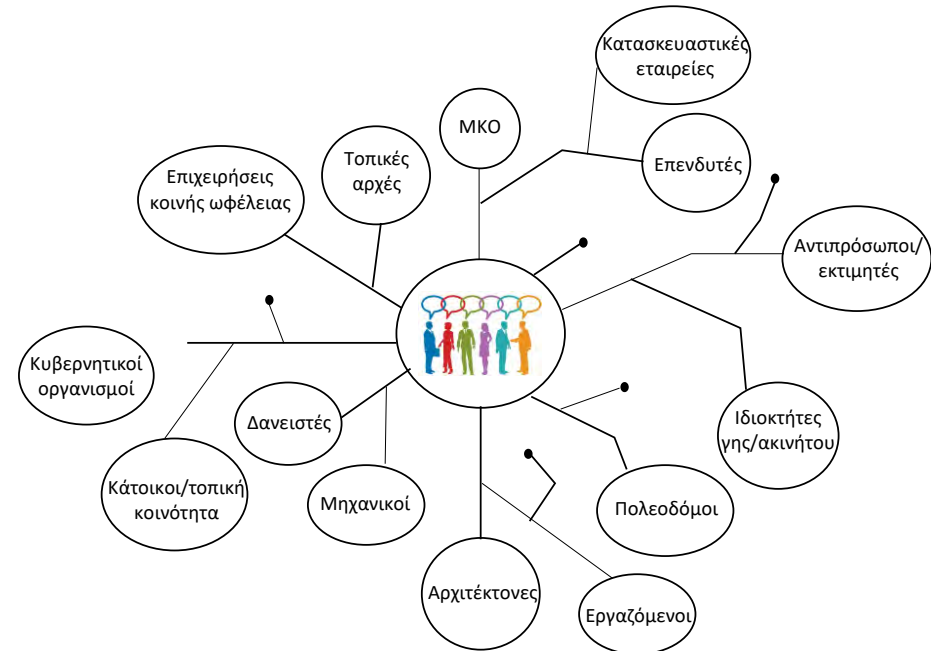 Κατασκευαστικές
εταιρείες
ΜΚΟ
Τοπικές
αρχές
Επενδυτές
Επιχειρήσεις
κοινής ωφέλειας
Αντιπρόσωποι/
εκτιμητές
Κυβερνητικοί
οργανισμοί
Δανειστές
Ιδιοκτήτες
γης/ακινήτου
Κάτοικοι/τοπική
κοινότητα
Μηχανικοί
Πολεοδόμοι
Αρχιτέκτονες
Εργαζόμενοι